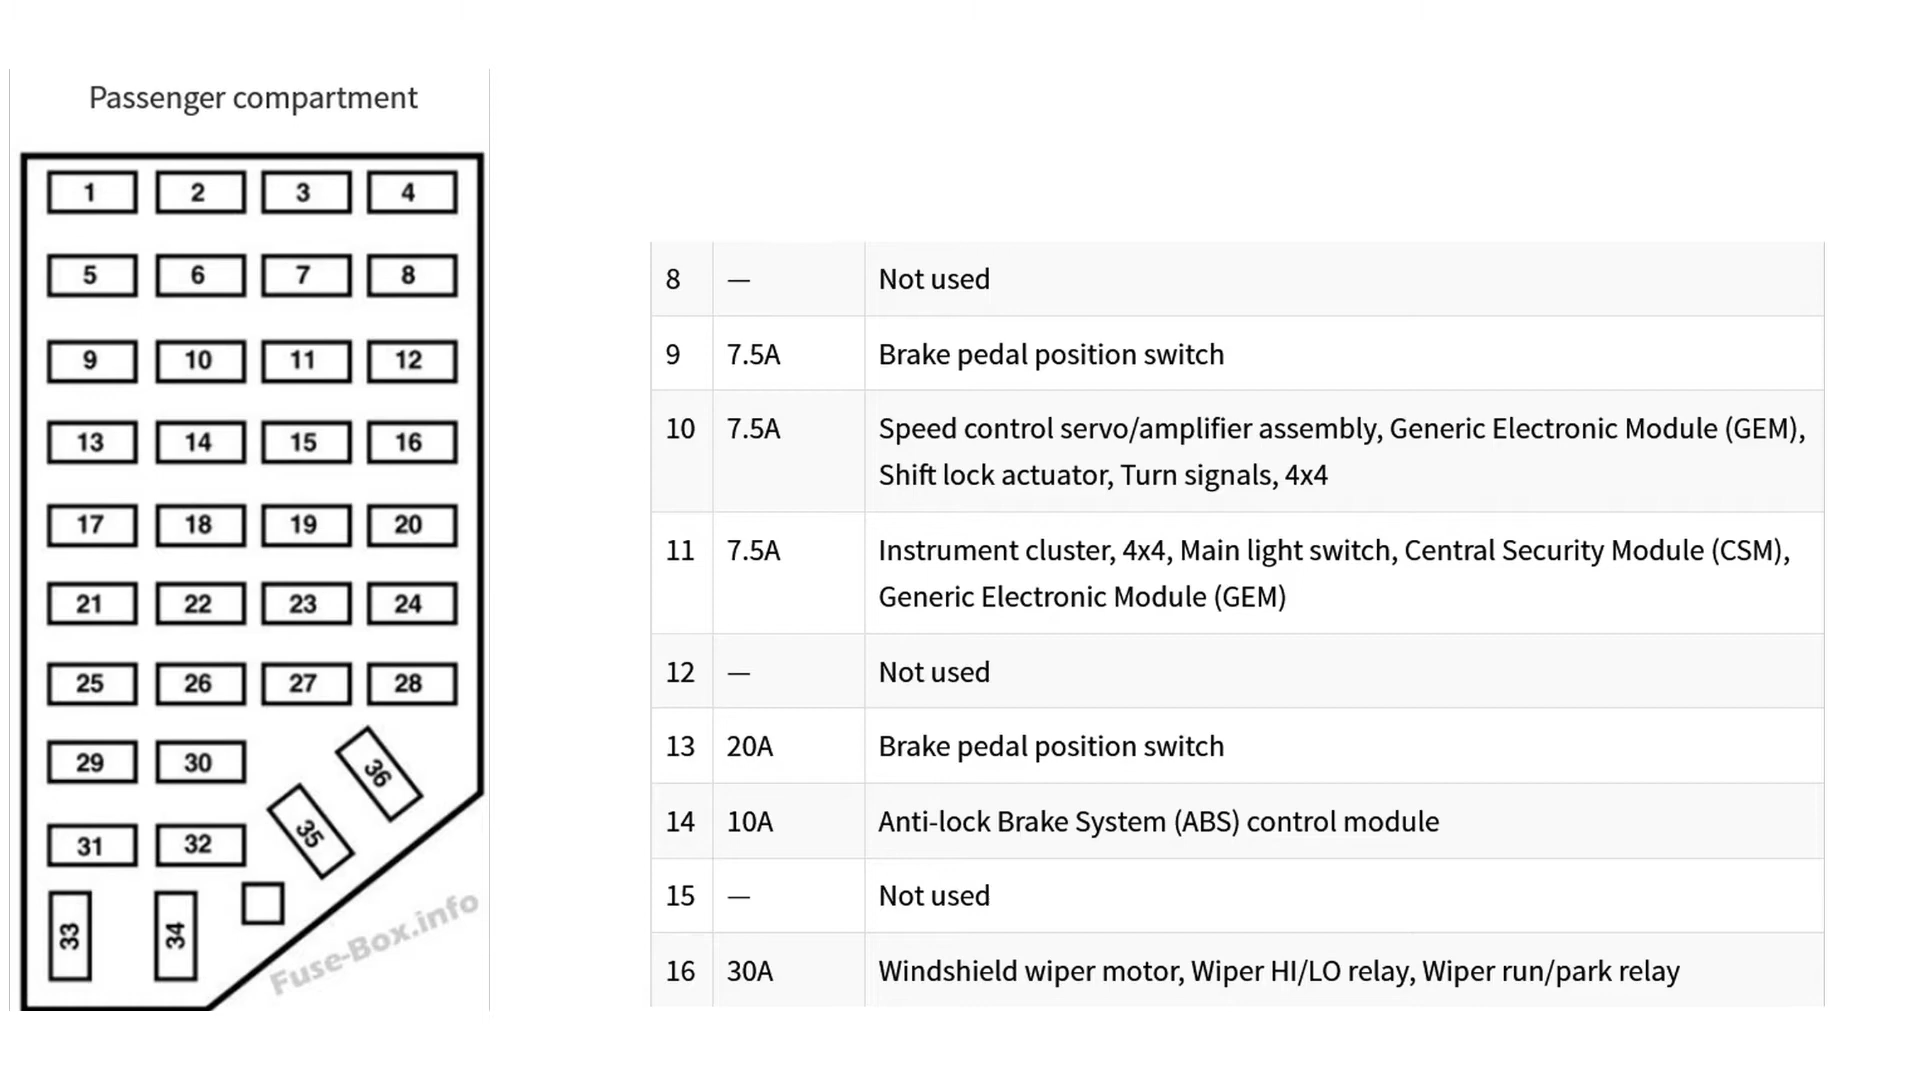 Passenger compartment
1 2 3 4
5 6 7 8
9 10 11 12
13 14 15 16
17 18 19 20
21 22 23 24
25 26 27 28
29 30 36
31 32 35
33 34
Fuse-Box.info
8 — Not used
9 7.5A Brake pedal position switch
10 7.5A Speed control servo/amplifier assembly, Generic Electronic Module (GEM),
Shift lock actuator, Turn signals, 4x4
11 7.5A Instrument cluster, 4x4, Main light switch, Central Security Module (CSM),
Generic Electronic Module (GEM)
12 — Not used
13 20A Brake pedal position switch
14 10A Anti-lock Brake System (ABS) control module
15 — Not used
16 30A Windshield wiper motor, Wiper HI/LO relay, Wiper run/park relay